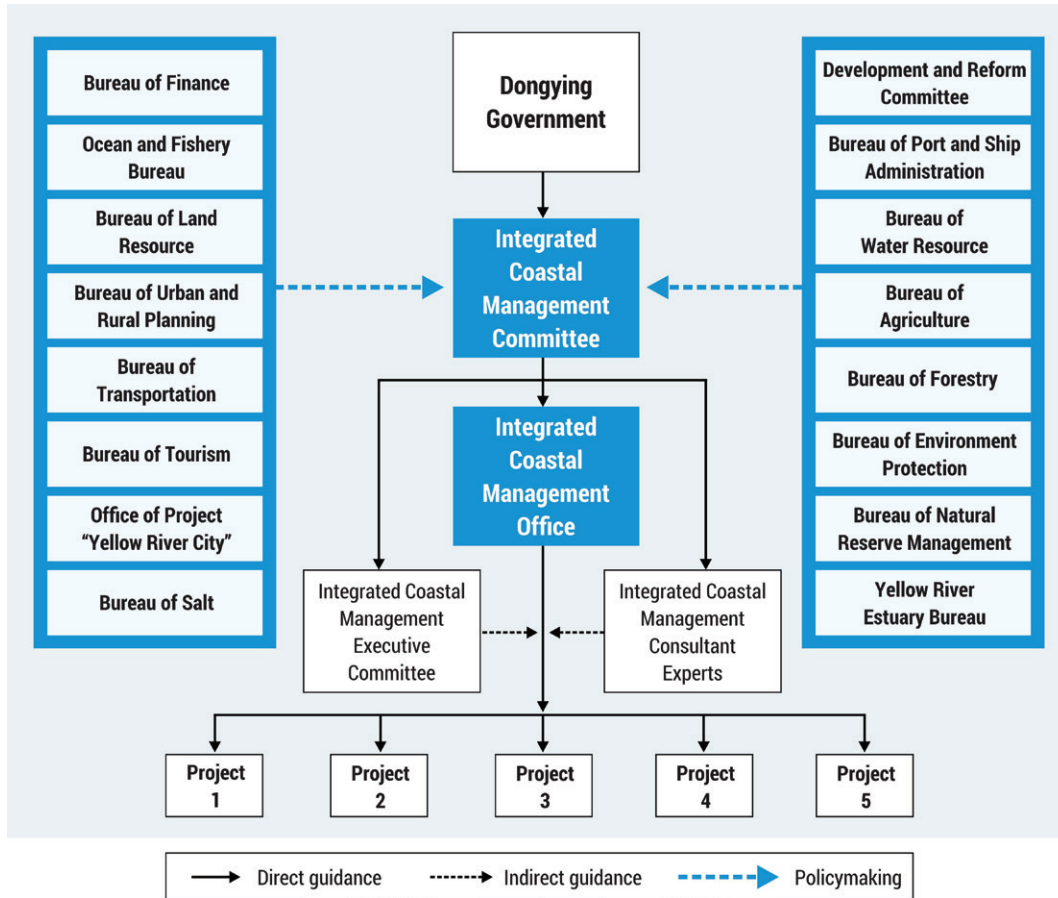 Bureau of Finance
Ocean and Fishery
Bureau
Bureau of Land
Resource
Bureau of Urban and
Rural Planning
Bureau of
Transportation
Bureau of Tourism
Office of Project
“Yellow River City”
Bureau of Salt
Dongying
Government
Integrated
Coastal
Management
Committee
Integrated
Coastal
Management
Office
Integrated Coastal
Management
Executive
Committee
Integrated Coastal
Management
Consultant
Experts
Development and Reform
Committee
Bureau of Port and Ship
Administration
Bureau of
Water Resource
Bureau of
Agriculture
Bureau of Forestry
Bureau of Environment
Protection
Bureau of Natural
Reserve Management
Yellow River
Estuary Bureau
Project
1
Project
2
Project
3
Project
4
Project
5
Direct guidance
Indirect guidance
Policymaking